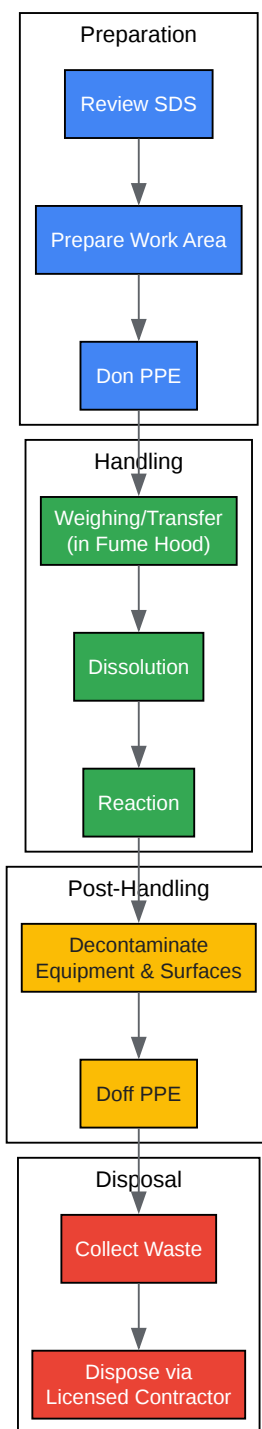 Preparation
Review SDS
Prepare Work Area
Don PPE
Handling
Weighing/Transfer
(in Fume Hood)
Dissolution
Reaction
Post-Handling
Decontaminate
Equipment & Surfaces
Doff PPE
Disposal
Collect Waste
Dispose via
Licensed Contractor